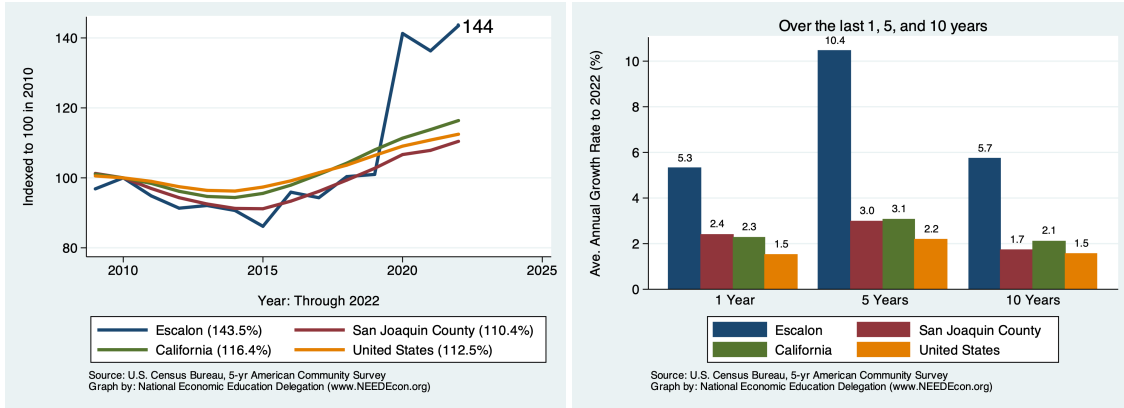 Indexed to 100 in 2010
140
120
100
80
144
2010
2015
2020
2025
Year: Through 2022
Escalon (143.5%)
San Joaquin County (110.4%)
California (116.4%)
United States (112.5%)
Source: U.S. Census Bureau, 5-yr American Community Survey
Graph by: National Economic Education Delegation (www.NEEDEcon.org)
Over the last 1, 5, and 10 years
Ave. Annual Growth Rate to 2022 (%)
10
8
6
4
2
0
5.3
2.4
2.3
1.5
10.4
3.0
3.1
2.2
5.7
1.7
2.1
1.5
1 Year
5 Years
10 Years
Escalon
San Joaquin County
California
United States
Source: U.S. Census Bureau, 5-yr American Community Survey
Graph by: National Economic Education Delegation (www.NEEDEcon.org)